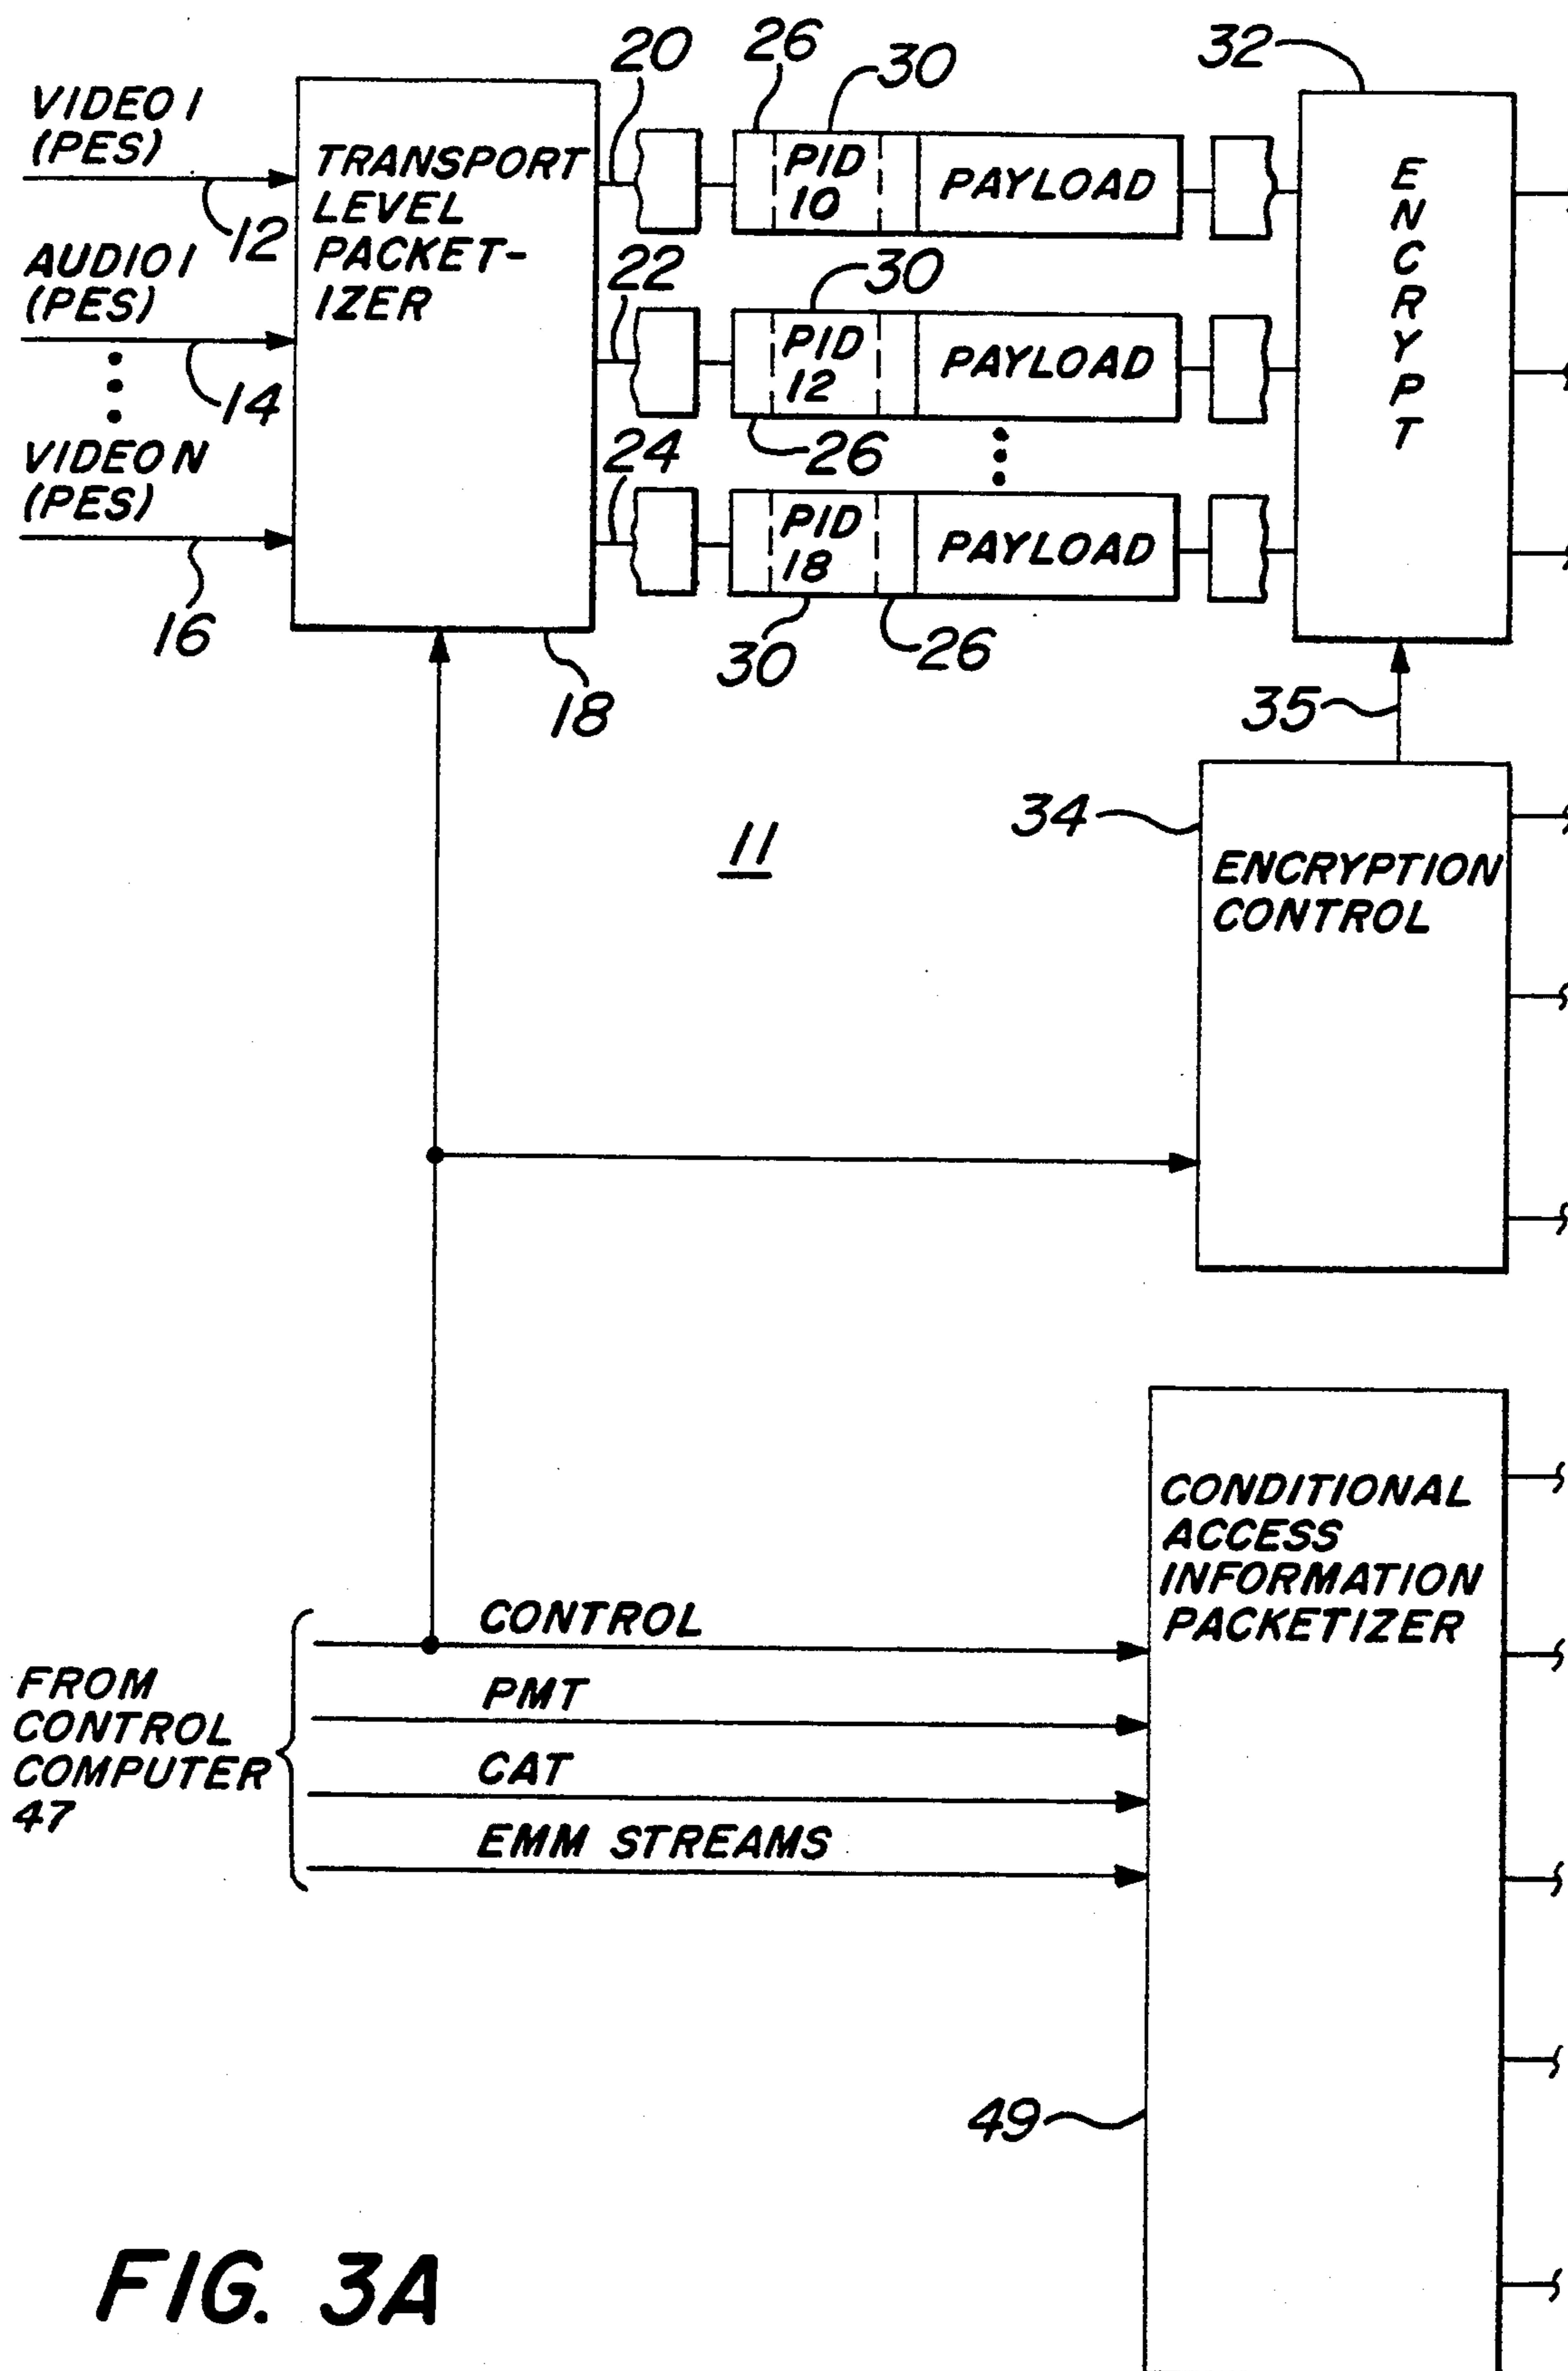 VIDEO 1
(PES)
12
AUDIO 1
(PES)
14
VIDEO N
(PES)
16
TRANSPORT
LEVEL
PACKET-
IZER
18
20
26
30
PID
10
PAYLOAD
22
30
PID
12
PAYLOAD
26
24
PID
18
PAYLOAD
30
26
32
ENCRYPT
35
34
ENCRYPTION
CONTROL
11
CONDITIONAL
ACCESS
INFORMATION
PACKETIZER
49
FROM
CONTROL
COMPUTER
47
CONTROL
PMT
CAT
EMM STREAMS
FIG. 3A